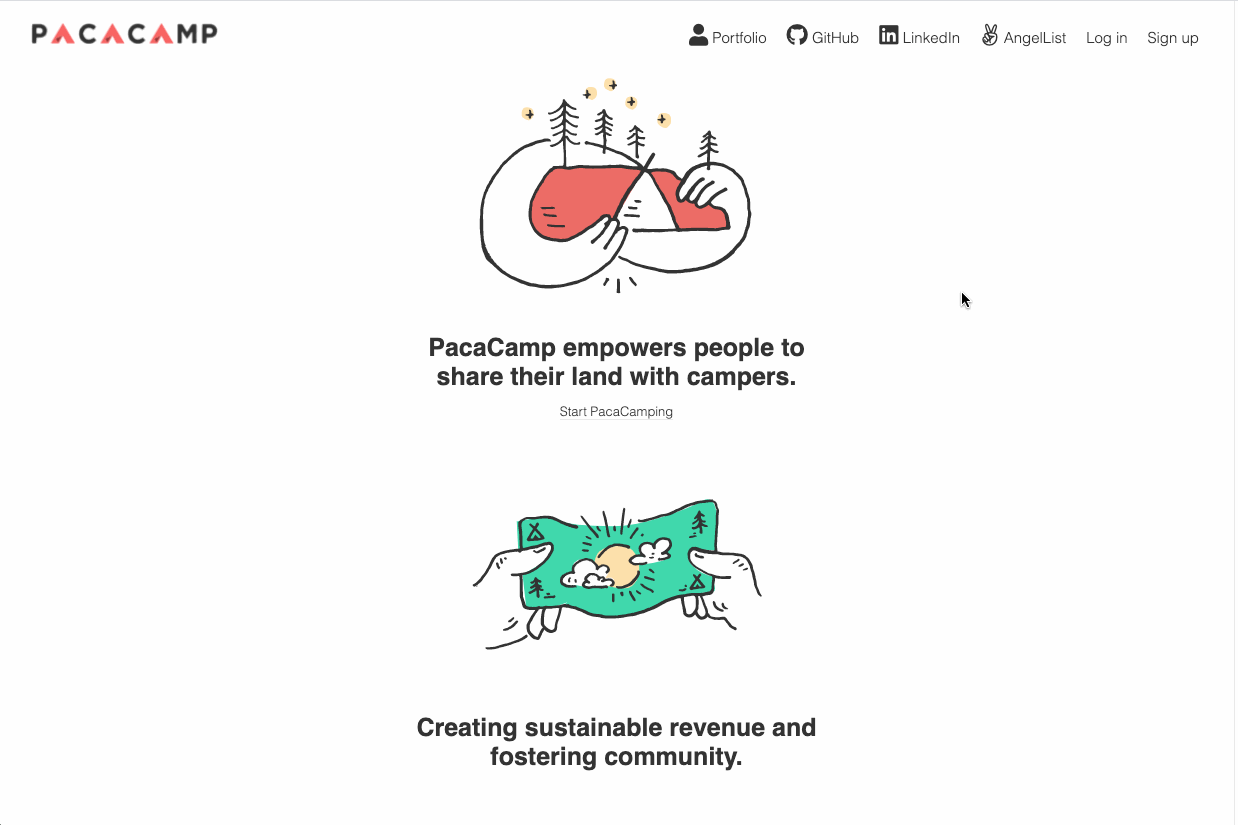 PACACAMP
Portfolio GitHub LinkedIn AngelList Log in Sign up
PacaCamp empowers people to
share their land with campers.
Start PacaCamping
Creating sustainable revenue and
fostering community.